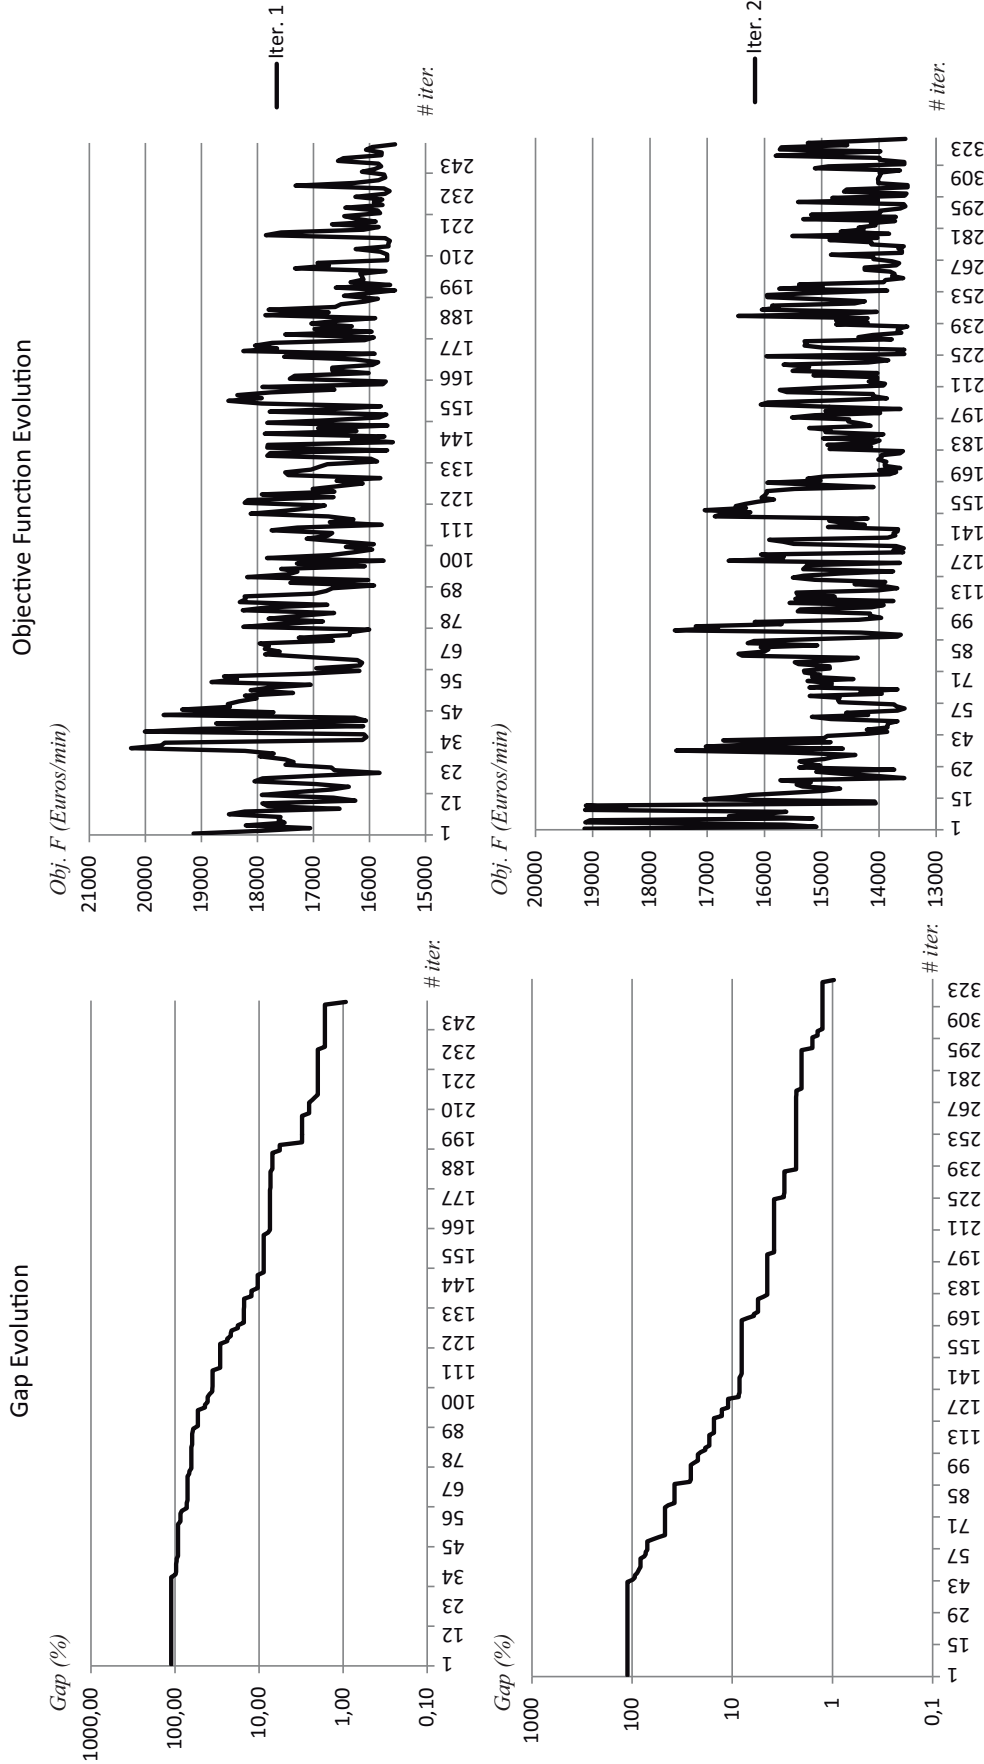 Gap Evolution
Objective Function Evolution
Gap (%)
1000,00
100,00
10,00
1,00
0,10
1 12 23 34 45 56 67 78 89 100 111 122 133 144 155 166 177 188 199 210 221 232 243
# iter.
Obj. F (Euros/min)
21000
20000
19000
18000
17000
16000
15000
1 12 23 34 45 56 67 78 89 100 111 122 133 144 155 166 177 188 199 210 221 232 243
# iter.
Iter. 1
Gap (%)
1000
100
10
1
0,1
1 15 29 43 57 71 85 99 113 127 141 155 169 183 197 211 225 239 253 267 281 295 309 323
# iter.
Obj. F (Euros/min)
20000
19000
18000
17000
16000
15000
14000
13000
1 15 29 43 57 71 85 99 113 127 141 155 169 183 197 211 225 239 253 267 281 295 309 323
# iter.
Iter. 2